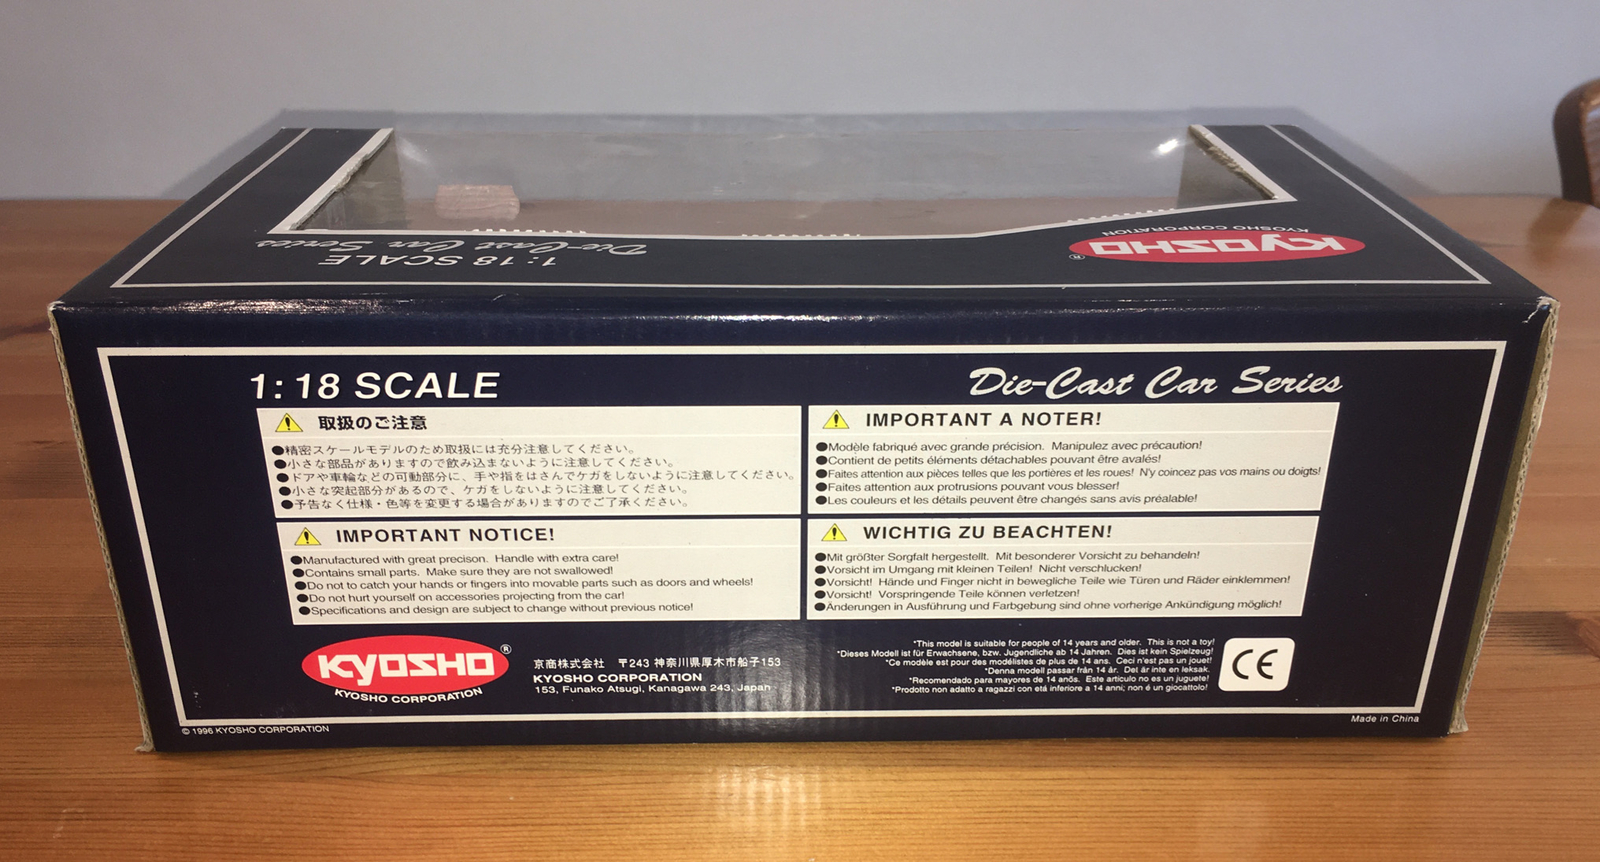 1:18 SCALE
Die-Cast Car Series
KYOSHO ®
KYOSHO CORPORATION
1:18 SCALE
Die-Cast Car Series
取扱のご注意
●精密スケールモデルのため取扱には充分注意してください。
●小さな部品がありますので飲み込まないように注意してください。
●ドアや車輪などの可動部分に、手や指をはさんでケガをしないように注意してください。
●小さな突起部分があるので、ケガをしないように注意してください。
●予告なく仕様・色等を変更する場合がありますのでご了承ください。
IMPORTANT A NOTER!
●Modèle fabriqué avec grande précision. Manipulez avec précaution!
●Contient de petits éléments détachables pouvant être avalés!
●Faites attention aux pièces telles que les portières et les roues! N'y coincez pas vos mains ou doigts!
●Faites attention aux protrusions pouvant vous blesser!
●Les couleurs et les détails peuvent être changés sans avis préalable!
IMPORTANT NOTICE!
●Manufactured with great precison. Handle with extra care!
●Contains small parts. Make sure they are not swallowed!
●Do not to catch your hands or fingers into movable parts such as doors and wheels!
●Do not hurt yourself on accessories projecting from the car!
●Specifications and design are subject to change without previous notice!
WICHTIG ZU BEACHTEN!
●Mit größter Sorgfalt hergestellt. Mit besonderer Vorsicht zu behandeln!
●Vorsicht im Umgang mit kleinen Teilen! Nicht verschlucken!
●Vorsicht! Hände und Finger nicht in bewegliche Teile wie Türen und Räder einklemmen!
●Vorsicht! Vorspringende Teile können verletzen!
●Änderungen in Ausführung und Farbgebung sind ohne vorherige Ankündigung möglich!
KYOSHO ®
KYOSHO CORPORATION
京商株式会社 〒243 神奈川県厚木市船子153
KYOSHO CORPORATION
153, Funako Atsugi, Kanagawa 243, Japan
*This model is suitable for people of 14 years and older. This is not a toy!
*Dieses Modell ist für Erwachsene, bzw. Jugendliche ab 14 Jahren. Dies ist kein Spielzeug!
*Ce modèle est pour des modélistes de plus de 14 ans. Ceci n'est pas un jouet!
*Denna modell passar från 14 år. Det är inte en leksak.
*Recomendado para mayores de 14 anõs. Este articulo no es un juguete!
*Prodotto non adatto a ragazzi con etá inferiore a 14 anni; non é un giocattolo!
CE
© 1996 KYOSHO CORPORATION
Made in China